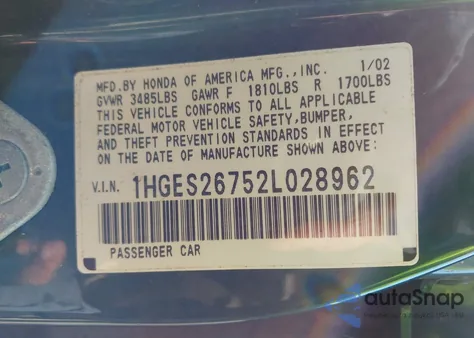 MFD.BY HONDA OF AMERICA MFG.,INC. 1/02
GVWR 3485LBS GAWR F 1810LBS R 1700LBS
THIS VEHICLE CONFORMS TO ALL APPLICABLE
FEDERAL MOTOR VEHICLE SAFETY,BUMPER,
AND THEFT PREVENTION STANDARDS IN EFFECT
ON THE DATE OF MANUFACTURE SHOWN ABOVE:
V.I.N. 1HGES26752L028962
PASSENGER CAR
autoSnap